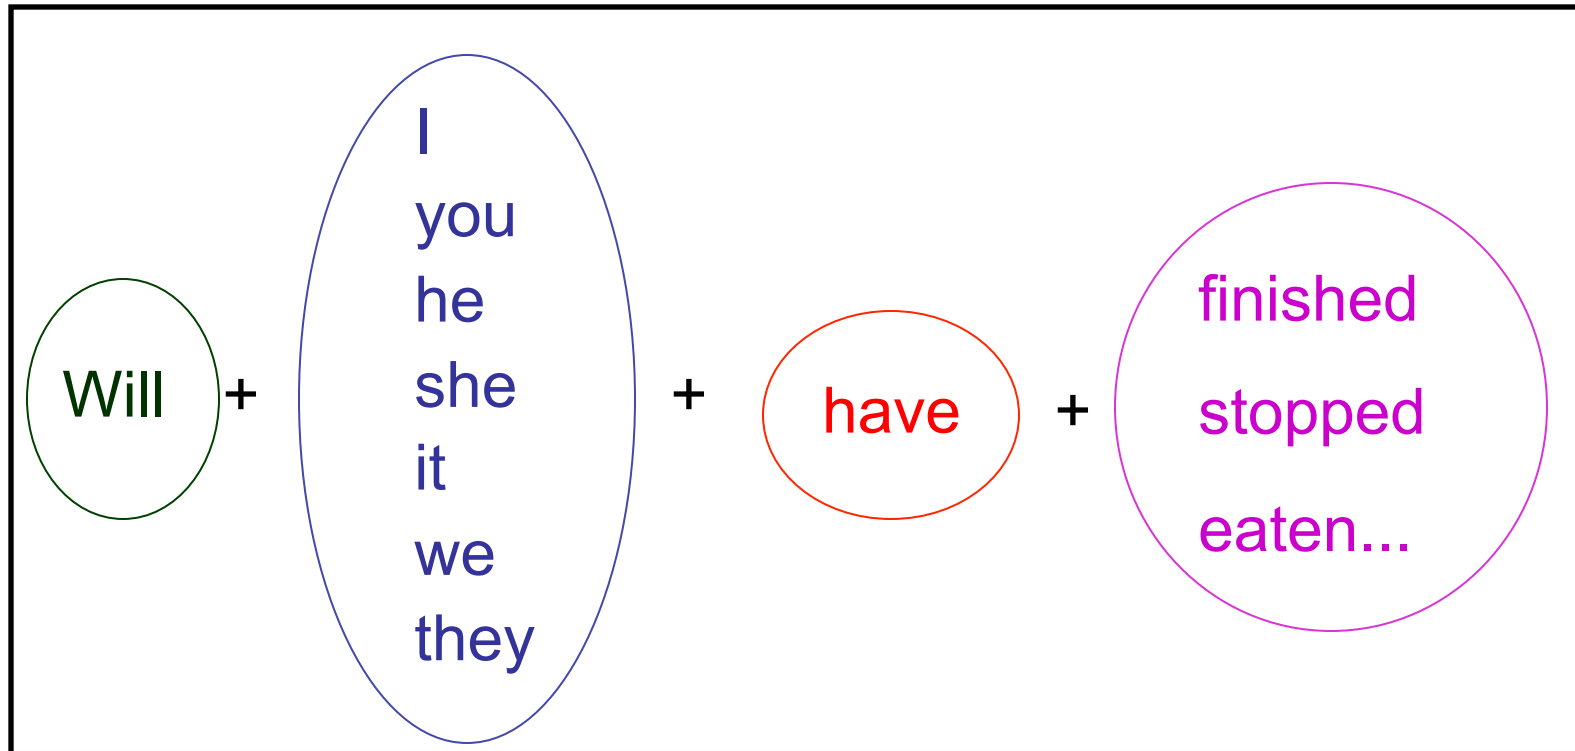 Will
+
I
you
he
she
it
we
they
+
have
+
finished
stopped
eaten...